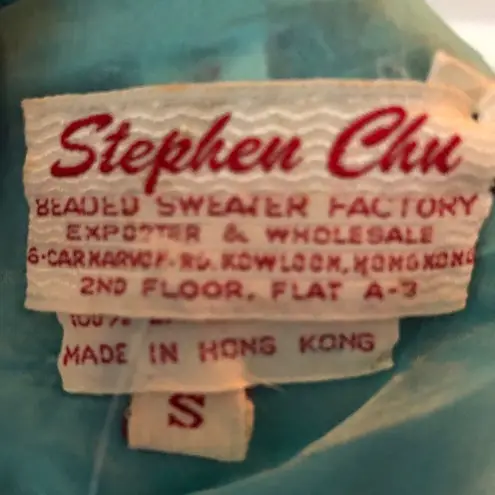 Stephen Chu
BEADED SWEATER FACTORY
EXPORTER & WHOLESALE
6·CARNARVOF·RD. KOWLOON, HONG KONG
2ND FLOOR, FLAT A-3
100%
MADE IN HONG KONG
S